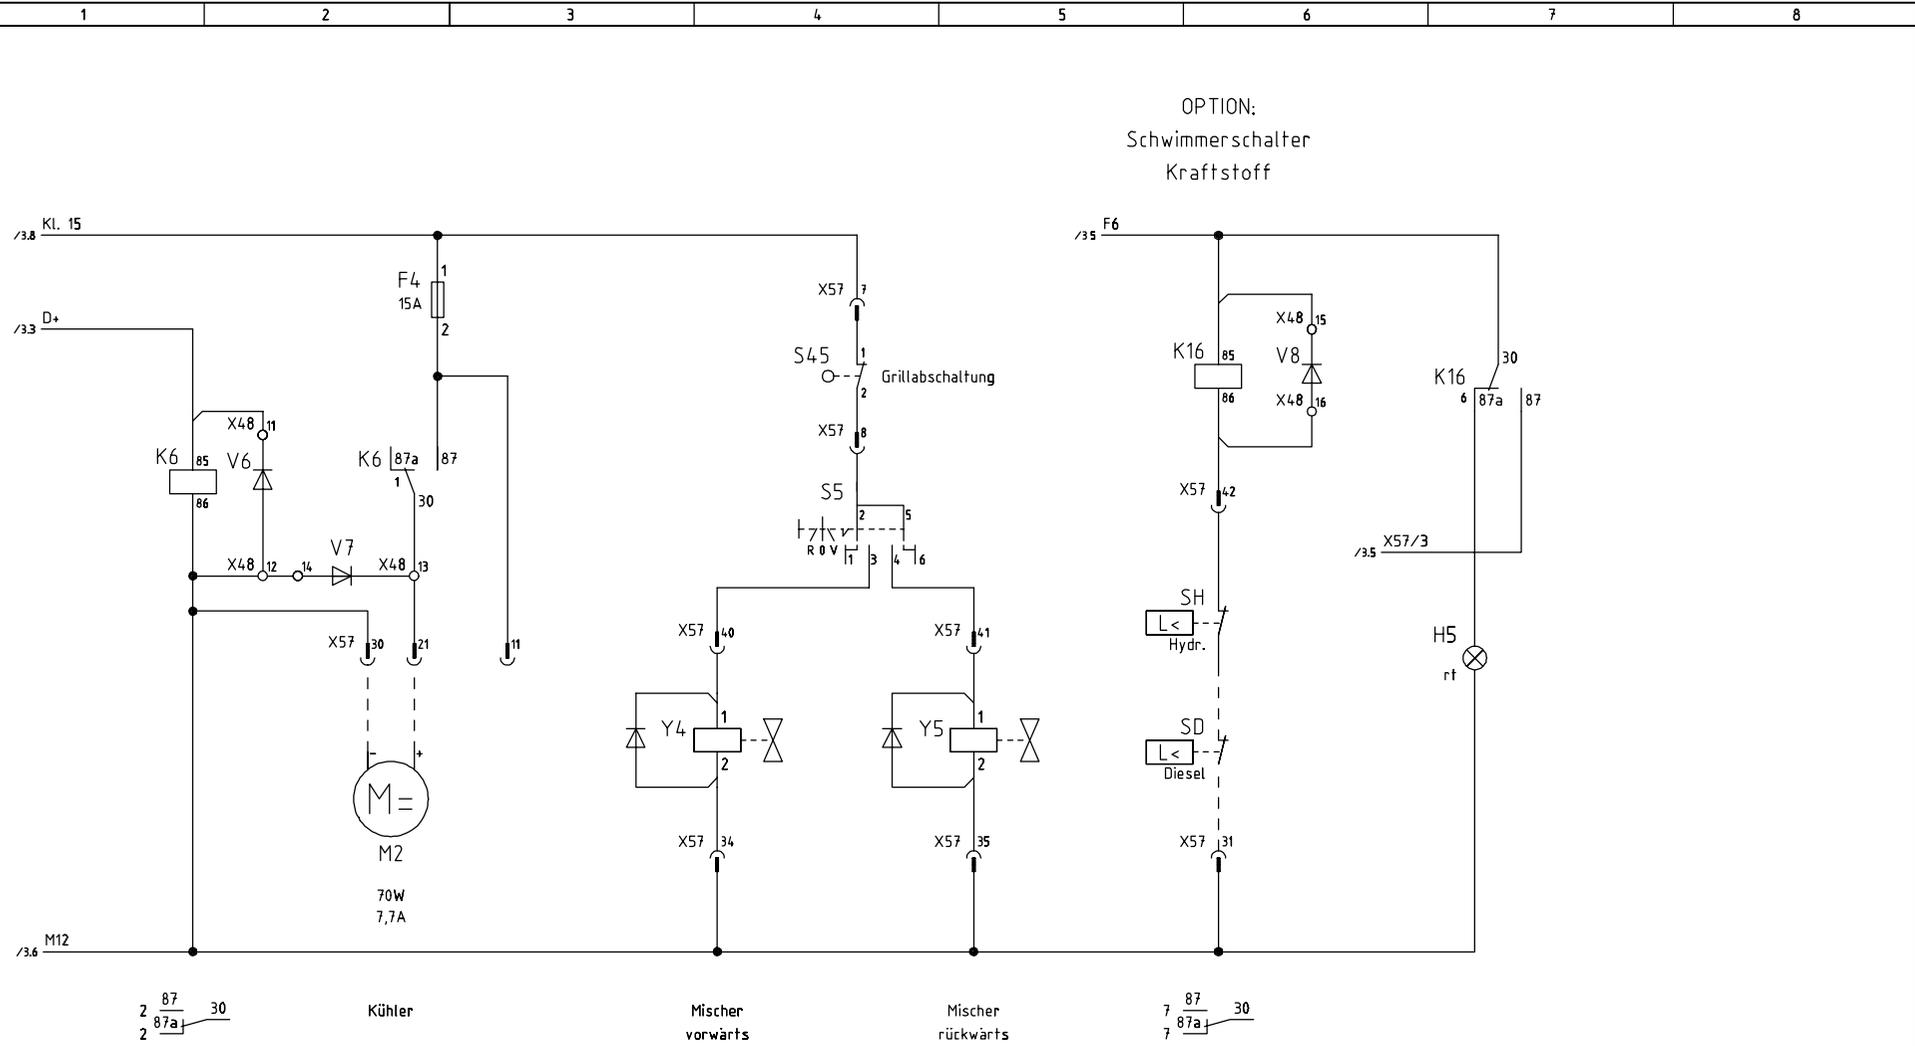 1 2 3 4 5 6 7 8
OPTION:
Schwimmerschalter
Kraftstoff
/3.8 Kl. 15
/3.5 F6
F4 1
15A
2
X57 7
/3.3 D+
X48 15
S45 1
Grillabschaltung
2
K16 85
86
V8
X48 16
30
K16
6 87a 87
X48 11
X57 8
K6 85
86
V6
K6 87a 87
1
30
S5
2 5
R 0 V
1 3 4 6
X57 42
V7
X48 12 14
X48 13
/3.5 X57/3
SH
L<
Hydr.
X57 30 21 11
X57 40
X57 41
H5
rt
- +
M=
M2
70W
7,7A
Y4 1
2
Y5 1
2
SD
L<
Diesel
X57 34
X57 35
X57 31
/3.6 M12
2 87 30
2 87a
Kühler
Mischer
vorwärts
Mischer
rückwärts
7 87 30
7 87a